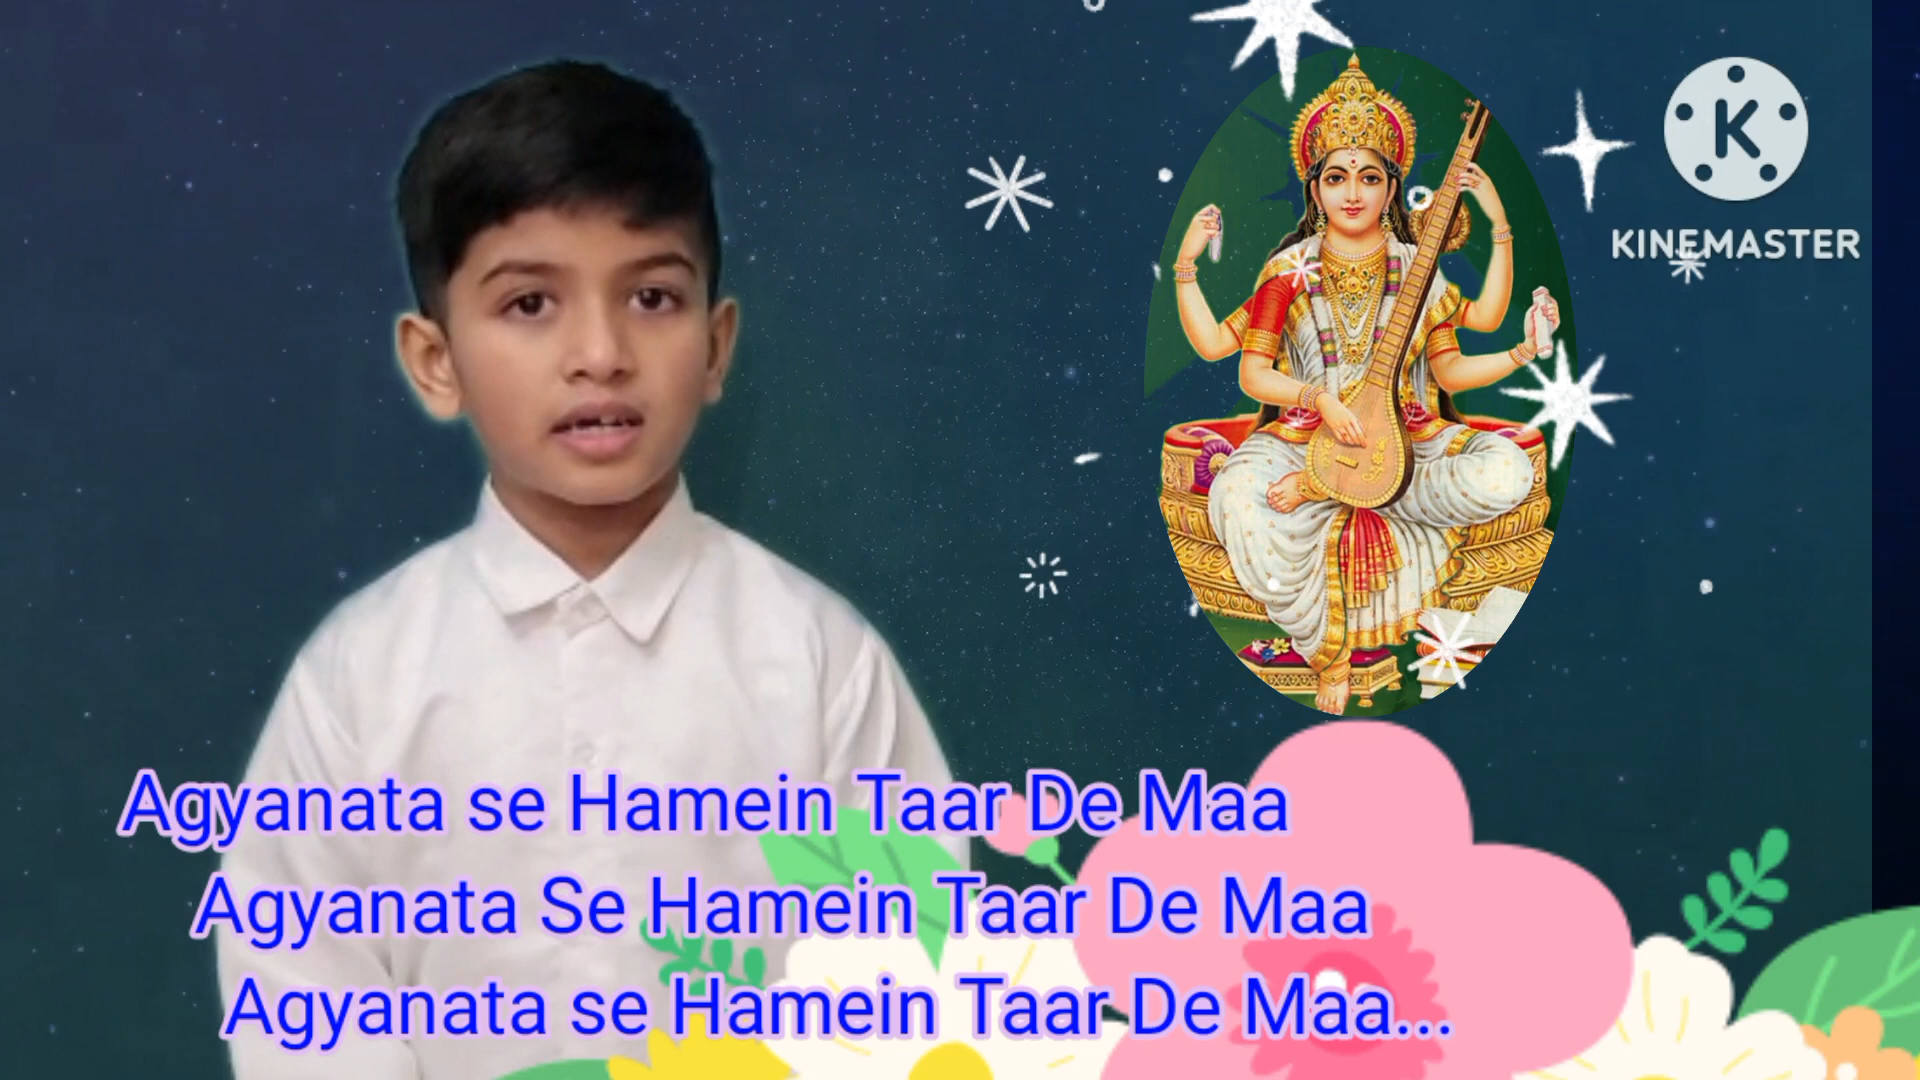 K
KINEMASTER
Agyanata se Hamein Taar De Maa
Agyanata Se Hamein Taar De Maa
Agyanata se Hamein Taar De Maa...